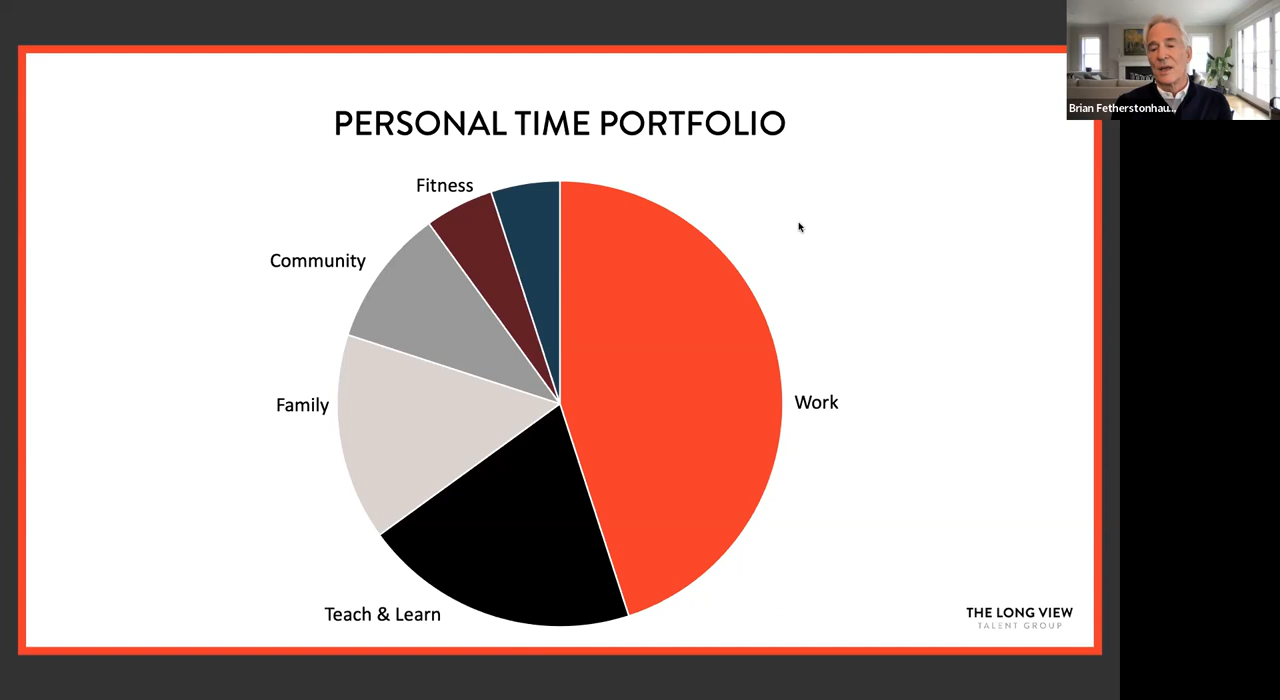 PERSONAL TIME PORTFOLIO
Fitness
Community
Family
Work
Teach & Learn
THE LONG VIEW
TALENT GROUP
Brian Fetherstonhau...